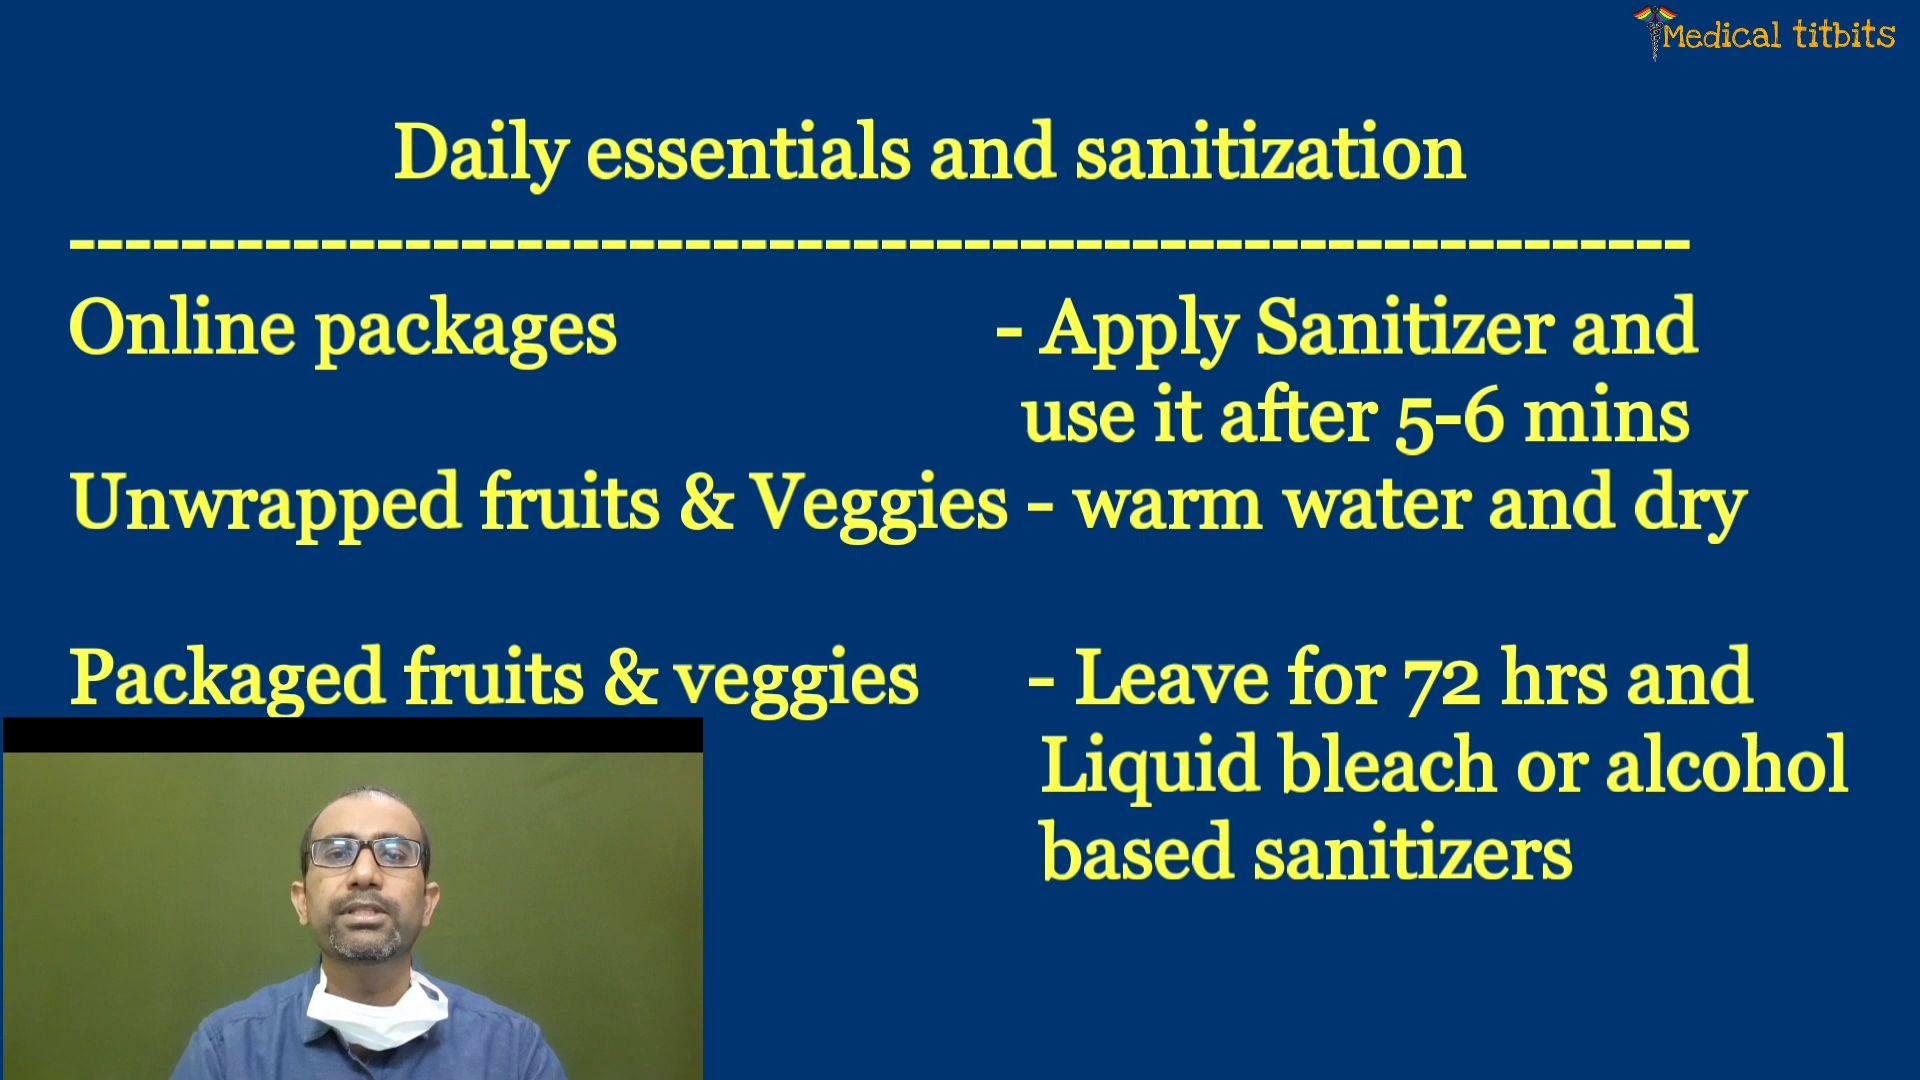 Medical titbits
Daily essentials and sanitization
----------------------------------------------------------
Online packages - Apply Sanitizer and
use it after 5-6 mins
Unwrapped fruits & Veggies - warm water and dry
Packaged fruits & veggies - Leave for 72 hrs and
Liquid bleach or alcohol
based sanitizers